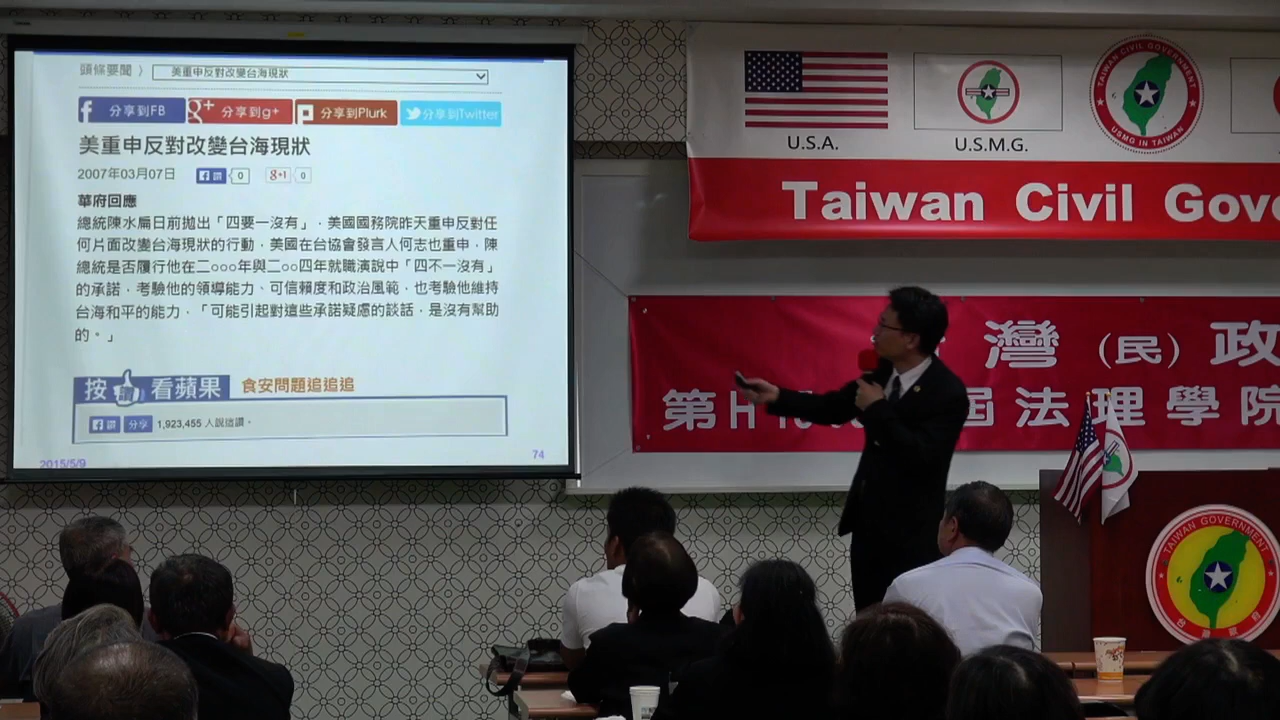 頭條要聞 〉 美重申反對改變台海現狀
分享到FB
分享到g+
分享到Plurk
分享到Twitter
美重申反對改變台海現狀
2007年03月07日
讚 0
g+1 0
華府回應
總統陳水扁日前拋出「四要一沒有」，美國國務院昨天重申反對任
何片面改變台海現狀的行動，美國在台協會發言人何志也重申，陳
總統是否履行他在二○○○年與二○○四年就職演說中「四不一沒有」
的承諾，考驗他的領導能力、可信賴度和政治風範，也考驗他維持
台海和平的能力，「可能引起對這些承諾疑慮的談話，是沒有幫助
的。」
按讚看蘋果 食安問題追追追
讚 分享 1,923,455 人說這讚。
2015/5/9
74
U.S.A.
U.S.M.G.
TAIWAN CIVIL GOVERNMENT
USMG IN TAIWAN
Taiwan Civil Gove
灣（民）政
第H
屆法理學院
TAIWAN GOVERNMENT